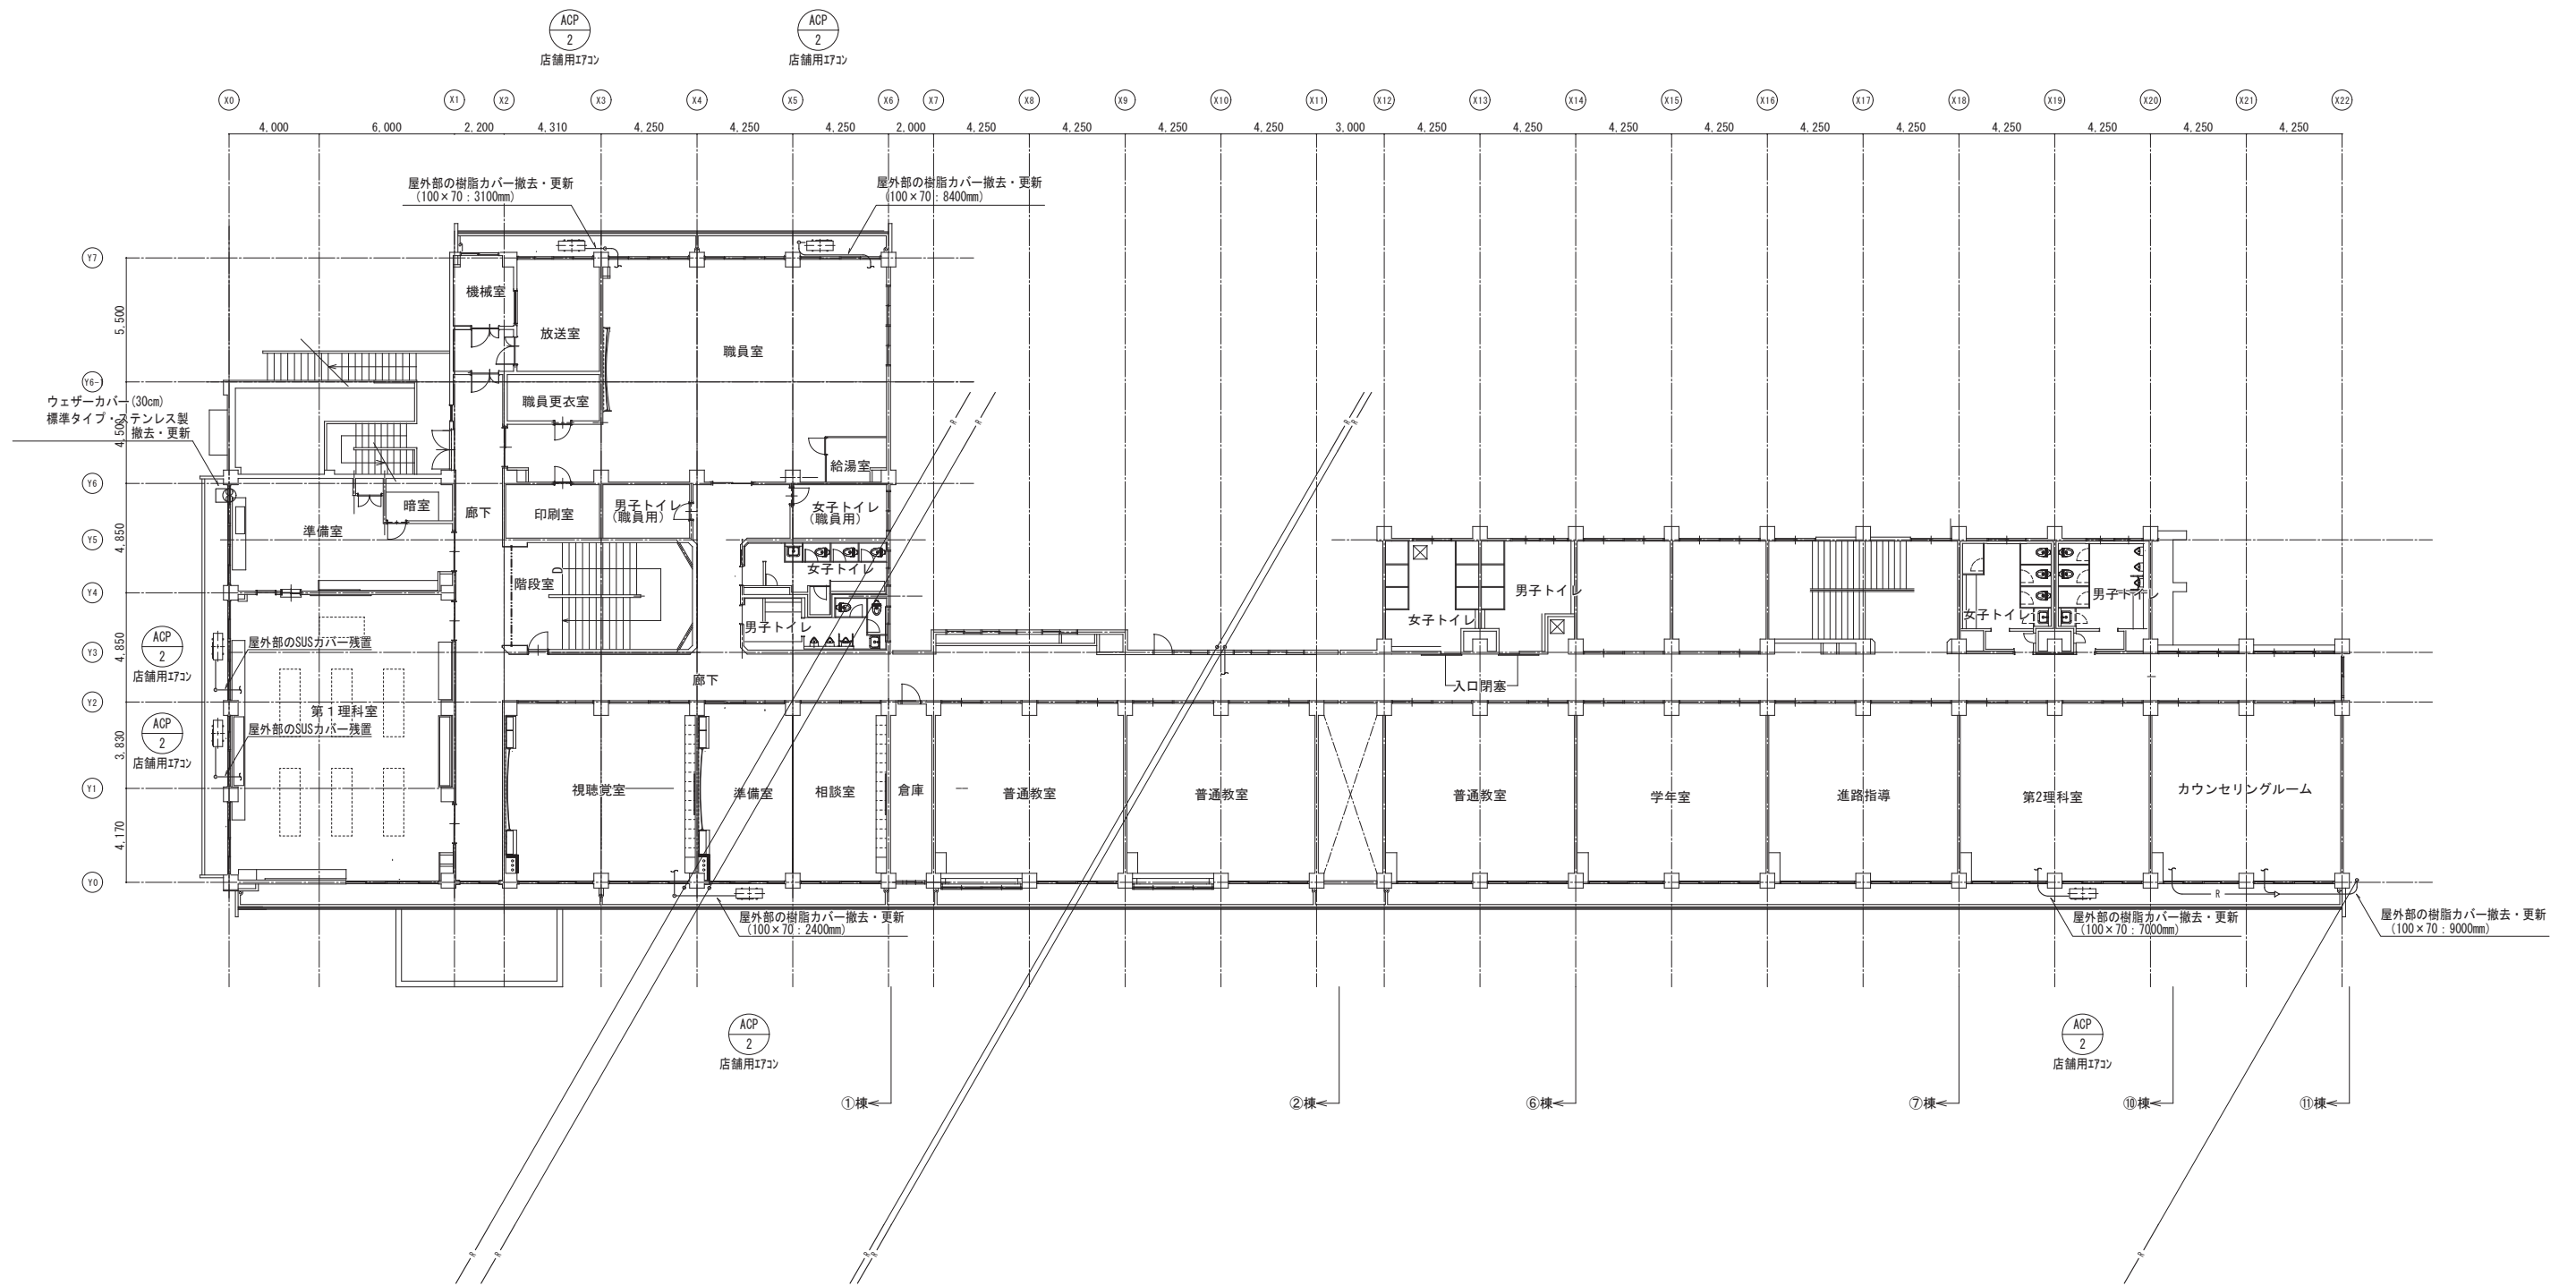 ACP
2
店舗用ｴｱｺﾝ
ACP
2
店舗用ｴｱｺﾝ
X0
X1
X2
X3
X4
X5
X6
X7
X8
X9
X10
X11
X12
X13
X14
X15
X16
X17
X18
X19
X20
X21
X22
4,000
6,000
2,200
4,310
4,250
4,250
4,250
2,000
4,250
4,250
4,250
4,250
3,000
4,250
4,250
4,250
4,250
4,250
4,250
4,250
4,250
4,250
4,250
屋外部の樹脂カバー撤去・更新
(100×70：3100mm)
屋外部の樹脂カバー撤去・更新
(100×70：8400mm)
Y7
5,500
機械室
放送室
職員室
Y6-1
ウェザーカバー(30cm)
標準タイプ・ステンレス製
撤去・更新
4,500
職員更衣室
給湯室
Y6
暗室
準備室
廊下
印刷室
男子トイレ
(職員用)
女子トイレ
(職員用)
4,850
Y5
階段室
D
女子トイレ
男子トイレ
女子トイレ
男子トイレ
女子トイレ
男子トイレ
Y4
4,850
ACP
2
店舗用ｴｱｺﾝ
屋外部のSUSカバー残置
Y3
廊下
入口閉塞
Y2
第１理科室
ACP
2
店舗用ｴｱｺﾝ
屋外部のSUSカバー残置
3,830
Y1
視聴覚室
準備室
相談室
倉庫
普通教室
普通教室
普通教室
学年室
進路指導
第2理科室
カウンセリングルーム
4,170
Y0
R
屋外部の樹脂カバー撤去・更新
(100×70：2400mm)
屋外部の樹脂カバー撤去・更新
(100×70：7000mm)
屋外部の樹脂カバー撤去・更新
(100×70：9000mm)
ACP
2
店舗用ｴｱｺﾝ
ACP
2
店舗用ｴｱｺﾝ
①棟
②棟
⑥棟
⑦棟
⑩棟
⑪棟